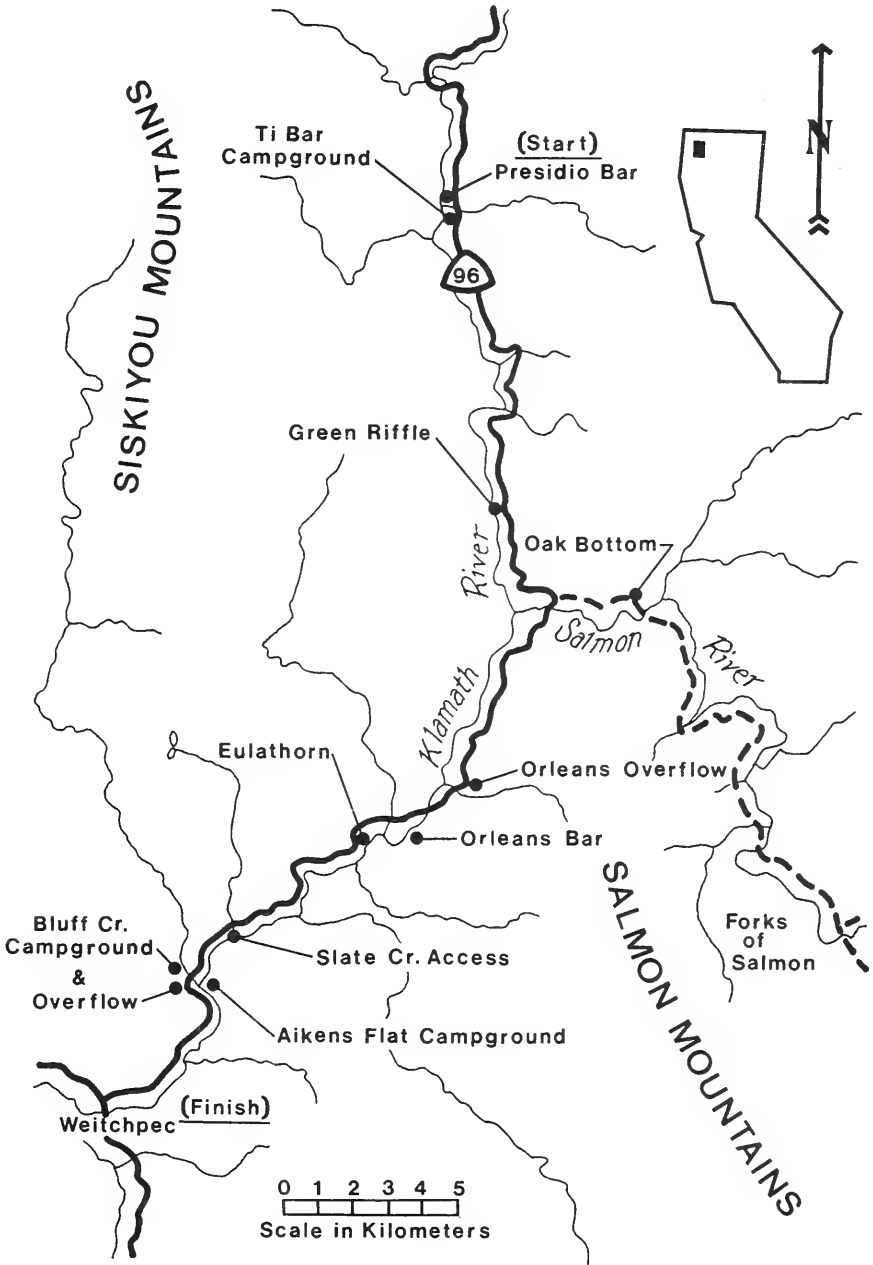 SISKIYOU MOUNTAINS
Ti Bar
Campground
(Start)
Presidio Bar
N
96
Green Riffle
River
Oak Bottom
Salmon
River
Klamath
Eulathorn
Orleans Overflow
Orleans Bar
SALMON MOUNTAINS
Forks
of
Salmon
Bluff Cr.
Campground
&
Overflow
Slate Cr. Access
Aikens Flat Campground
Weitchpec (Finish)
0 1 2 3 4 5
Scale in Kilometers